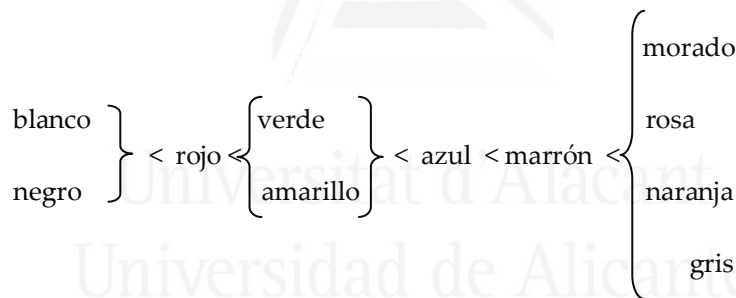 morado
blanco verde rosa
< rojo < < azul < marrón <
negro amarillo naranja
gris
Universitat d'Alacant
Universidad de Alicante